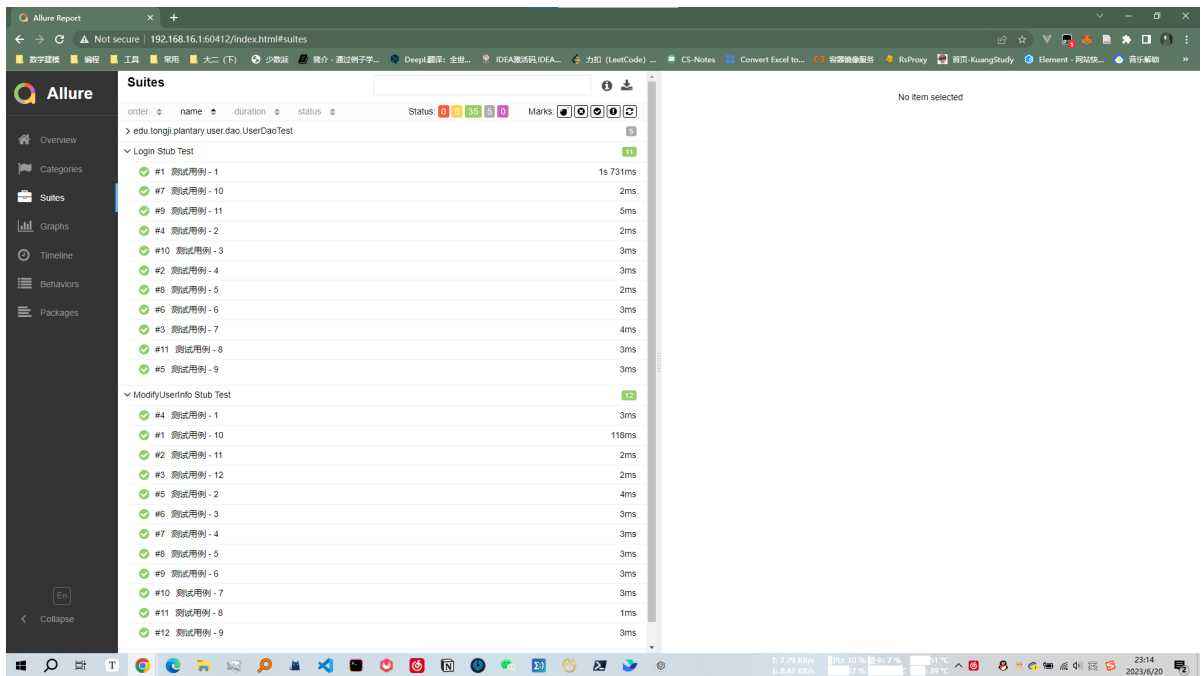 Allure Report
Not secure 192.168.16.1:60412/index.html#suites
数学建模 编程 工具 常用 大二 (下) 少数派 简介 - 通过例子学... DeepL翻译：全世... IDEA激活码,IDEA... 力扣 (LeetCode) ... CS-Notes Convert Excel to... 容器镜像服务 RsProxy 首页-KuangStudy Element - 网站快... 音乐解锁 »
Allure
Overview
Categories
Suites
Graphs
Timeline
Behaviors
Packages
En
Collapse
Suites
order name duration status Status: 0 0 35 5 0 Marks:
edu.tongji.plantary.user.dao.UserDaoTest 5
Login Stub Test 11
#1 测试用例 - 1 1s 731ms
#7 测试用例 - 10 2ms
#9 测试用例 - 11 5ms
#4 测试用例 - 2 2ms
#10 测试用例 - 3 3ms
#2 测试用例 - 4 3ms
#8 测试用例 - 5 2ms
#6 测试用例 - 6 3ms
#3 测试用例 - 7 4ms
#11 测试用例 - 8 3ms
#5 测试用例 - 9 3ms
ModifyUserInfo Stub Test 12
#4 测试用例 - 1 3ms
#1 测试用例 - 10 118ms
#2 测试用例 - 11 2ms
#3 测试用例 - 12 2ms
#5 测试用例 - 2 4ms
#6 测试用例 - 3 3ms
#7 测试用例 - 4 3ms
#8 测试用例 - 5 3ms
#9 测试用例 - 6 3ms
#10 测试用例 - 7 3ms
#11 测试用例 - 8 1ms
#12 测试用例 - 9 3ms
No item selected
23:14
2023/6/20